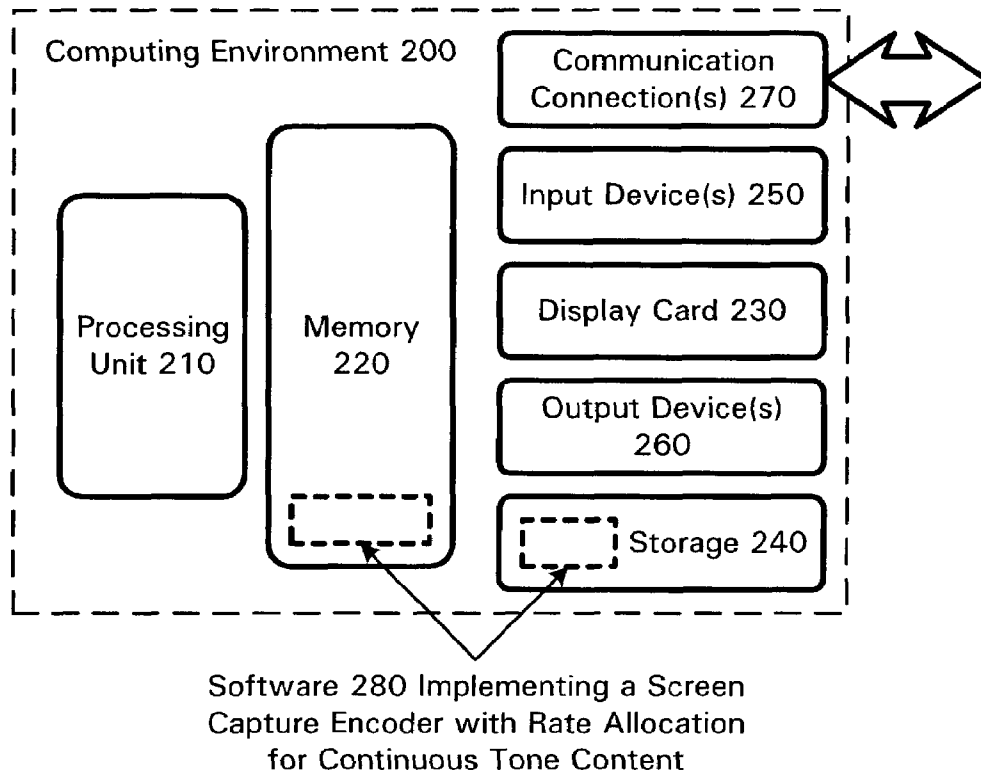 Computing Environment 200
Communication
Connection(s) 270
Input Device(s) 250
Processing
Unit 210
Memory
220
Display Card 230
Output Device(s)
260
Storage 240
Software 280 Implementing a Screen
Capture Encoder with Rate Allocation
for Continuous Tone Content